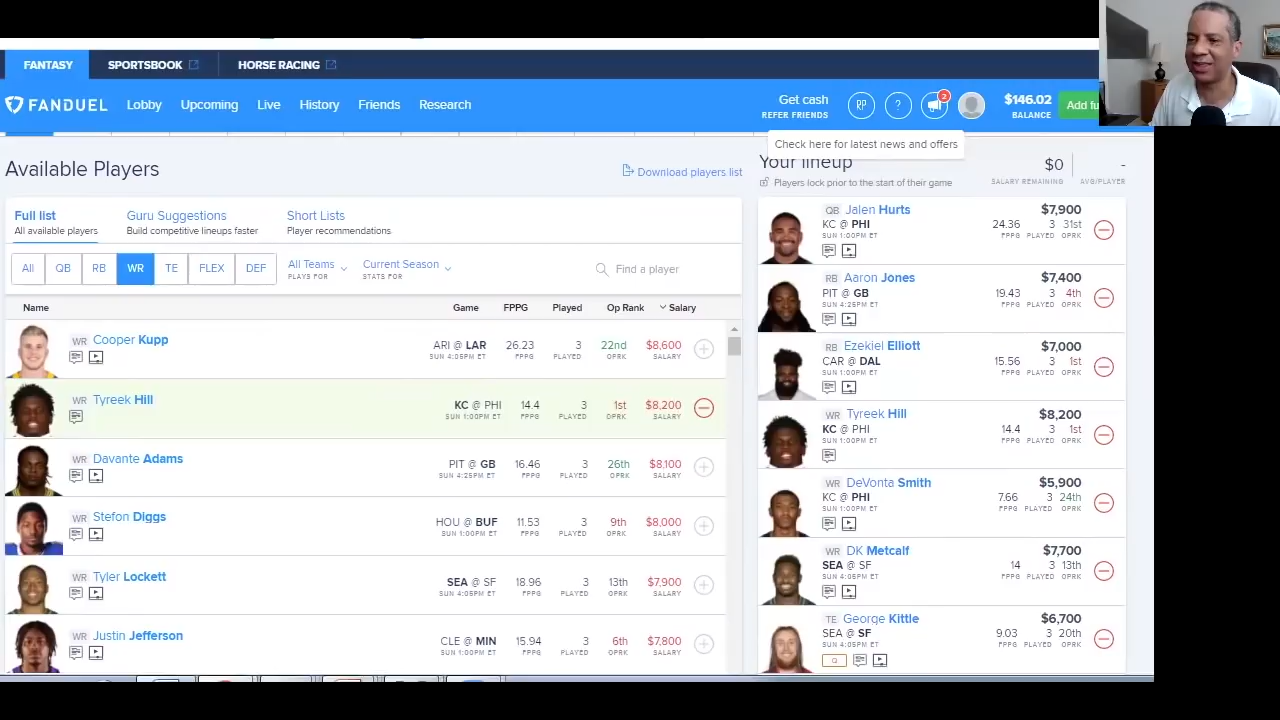 FANTASY
SPORTSBOOK
HORSE RACING
FANDUEL
Lobby
Upcoming
Live
History
Friends
Research
Get cash
REFER FRIENDS
RP
?
2
$146.02
BALANCE
Add fu
Check here for latest news and offers
Available Players
Download players list
Full list
All available players
Guru Suggestions
Build competitive lineups faster
Short Lists
Player recommendations
All
QB
RB
WR
TE
FLEX
DEF
All Teams
PLAYS FOR
Current Season
STATS FOR
Find a player
Name Game FPPG Played Op Rank Salary
WR Cooper Kupp
ARI @ LAR 26.23 3 22nd $8,600
SUN 4:05PM ET FPPG PLAYED OPRK SALARY
WR Tyreek Hill
KC @ PHI 14.4 3 1st $8,200
SUN 1:00PM ET FPPG PLAYED OPRK SALARY
WR Davante Adams
PIT @ GB 16.46 3 26th $8,100
SUN 4:25PM ET FPPG PLAYED OPRK SALARY
WR Stefon Diggs
HOU @ BUF 11.53 3 9th $8,000
SUN 1:00PM ET FPPG PLAYED OPRK SALARY
WR Tyler Lockett
SEA @ SF 18.96 3 13th $7,900
SUN 4:05PM ET FPPG PLAYED OPRK SALARY
WR Justin Jefferson
CLE @ MIN 15.94 3 6th $7,800
SUN 1:00PM ET FPPG PLAYED OPRK SALARY
Your lineup
Players lock prior to the start of their game
$0
SALARY REMAINING
-
AVG/PLAYER
QB Jalen Hurts $7,900
KC @ PHI 24.36 3 31st
SUN 1:00PM ET FPPG PLAYED OPRK
RB Aaron Jones $7,400
PIT @ GB 19.43 3 4th
SUN 4:25PM ET FPPG PLAYED OPRK
RB Ezekiel Elliott $7,000
CAR @ DAL 15.56 3 1st
SUN 1:00PM ET FPPG PLAYED OPRK
WR Tyreek Hill $8,200
KC @ PHI 14.4 3 1st
SUN 1:00PM ET FPPG PLAYED OPRK
WR DeVonta Smith $5,900
KC @ PHI 7.66 3 24th
SUN 1:00PM ET FPPG PLAYED OPRK
WR DK Metcalf $7,700
SEA @ SF 14 3 13th
SUN 4:05PM ET FPPG PLAYED OPRK
TE George Kittle $6,700
SEA @ SF 9.03 3 20th
SUN 4:05PM ET FPPG PLAYED OPRK
Q